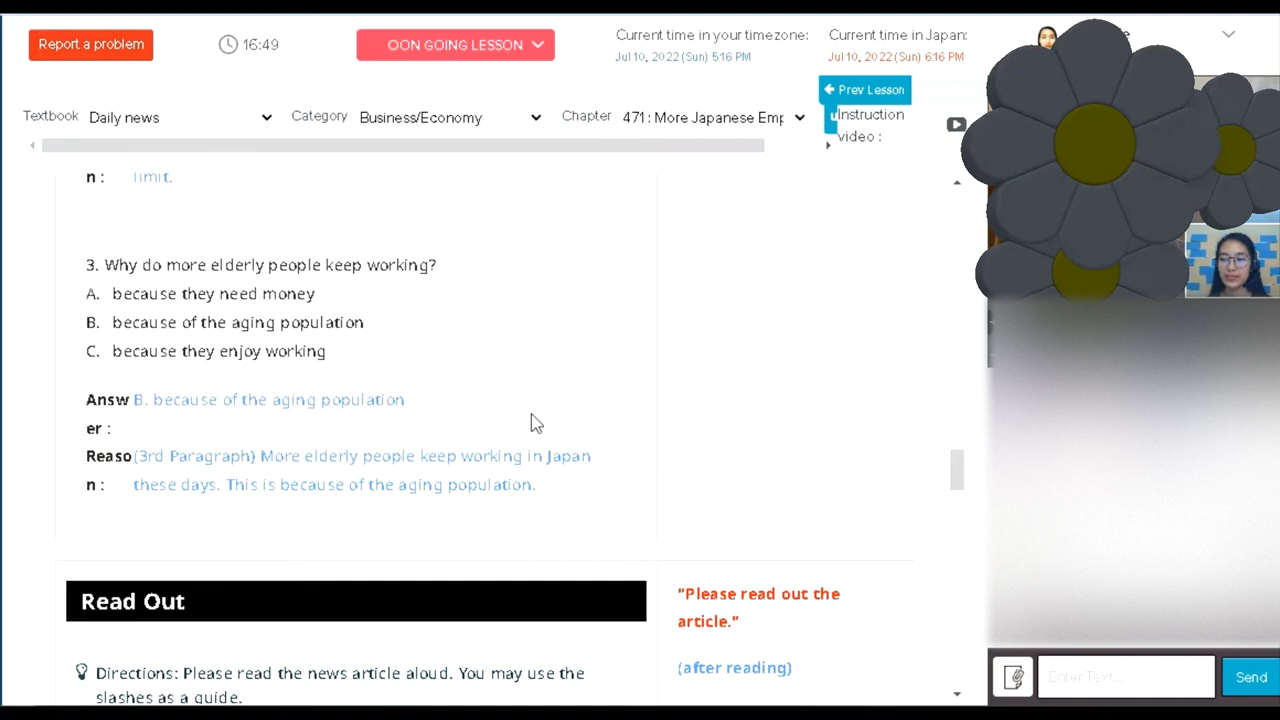 Report a problem
16:49
OON GOING LESSON
Current time in your timezone:
Jul 10, 2022 (Sun) 5:16 PM
Current time in Japan:
Jul 10, 2022 (Sun) 6:16 PM
Prev Lesson
Textbook Daily news Category Business/Economy Chapter 471 : More Japanese Emp
Instruction
video :
n : limit.
3. Why do more elderly people keep working?
A. because they need money
B. because of the aging population
C. because they enjoy working
Answ B. because of the aging population
er :
Reaso (3rd Paragraph) More elderly people keep working in Japan
n : these days. This is because of the aging population.
Read Out
"Please read out the
article."
(after reading)
Directions: Please read the news article aloud. You may use the
slashes as a guide.
Enter Text...
Send